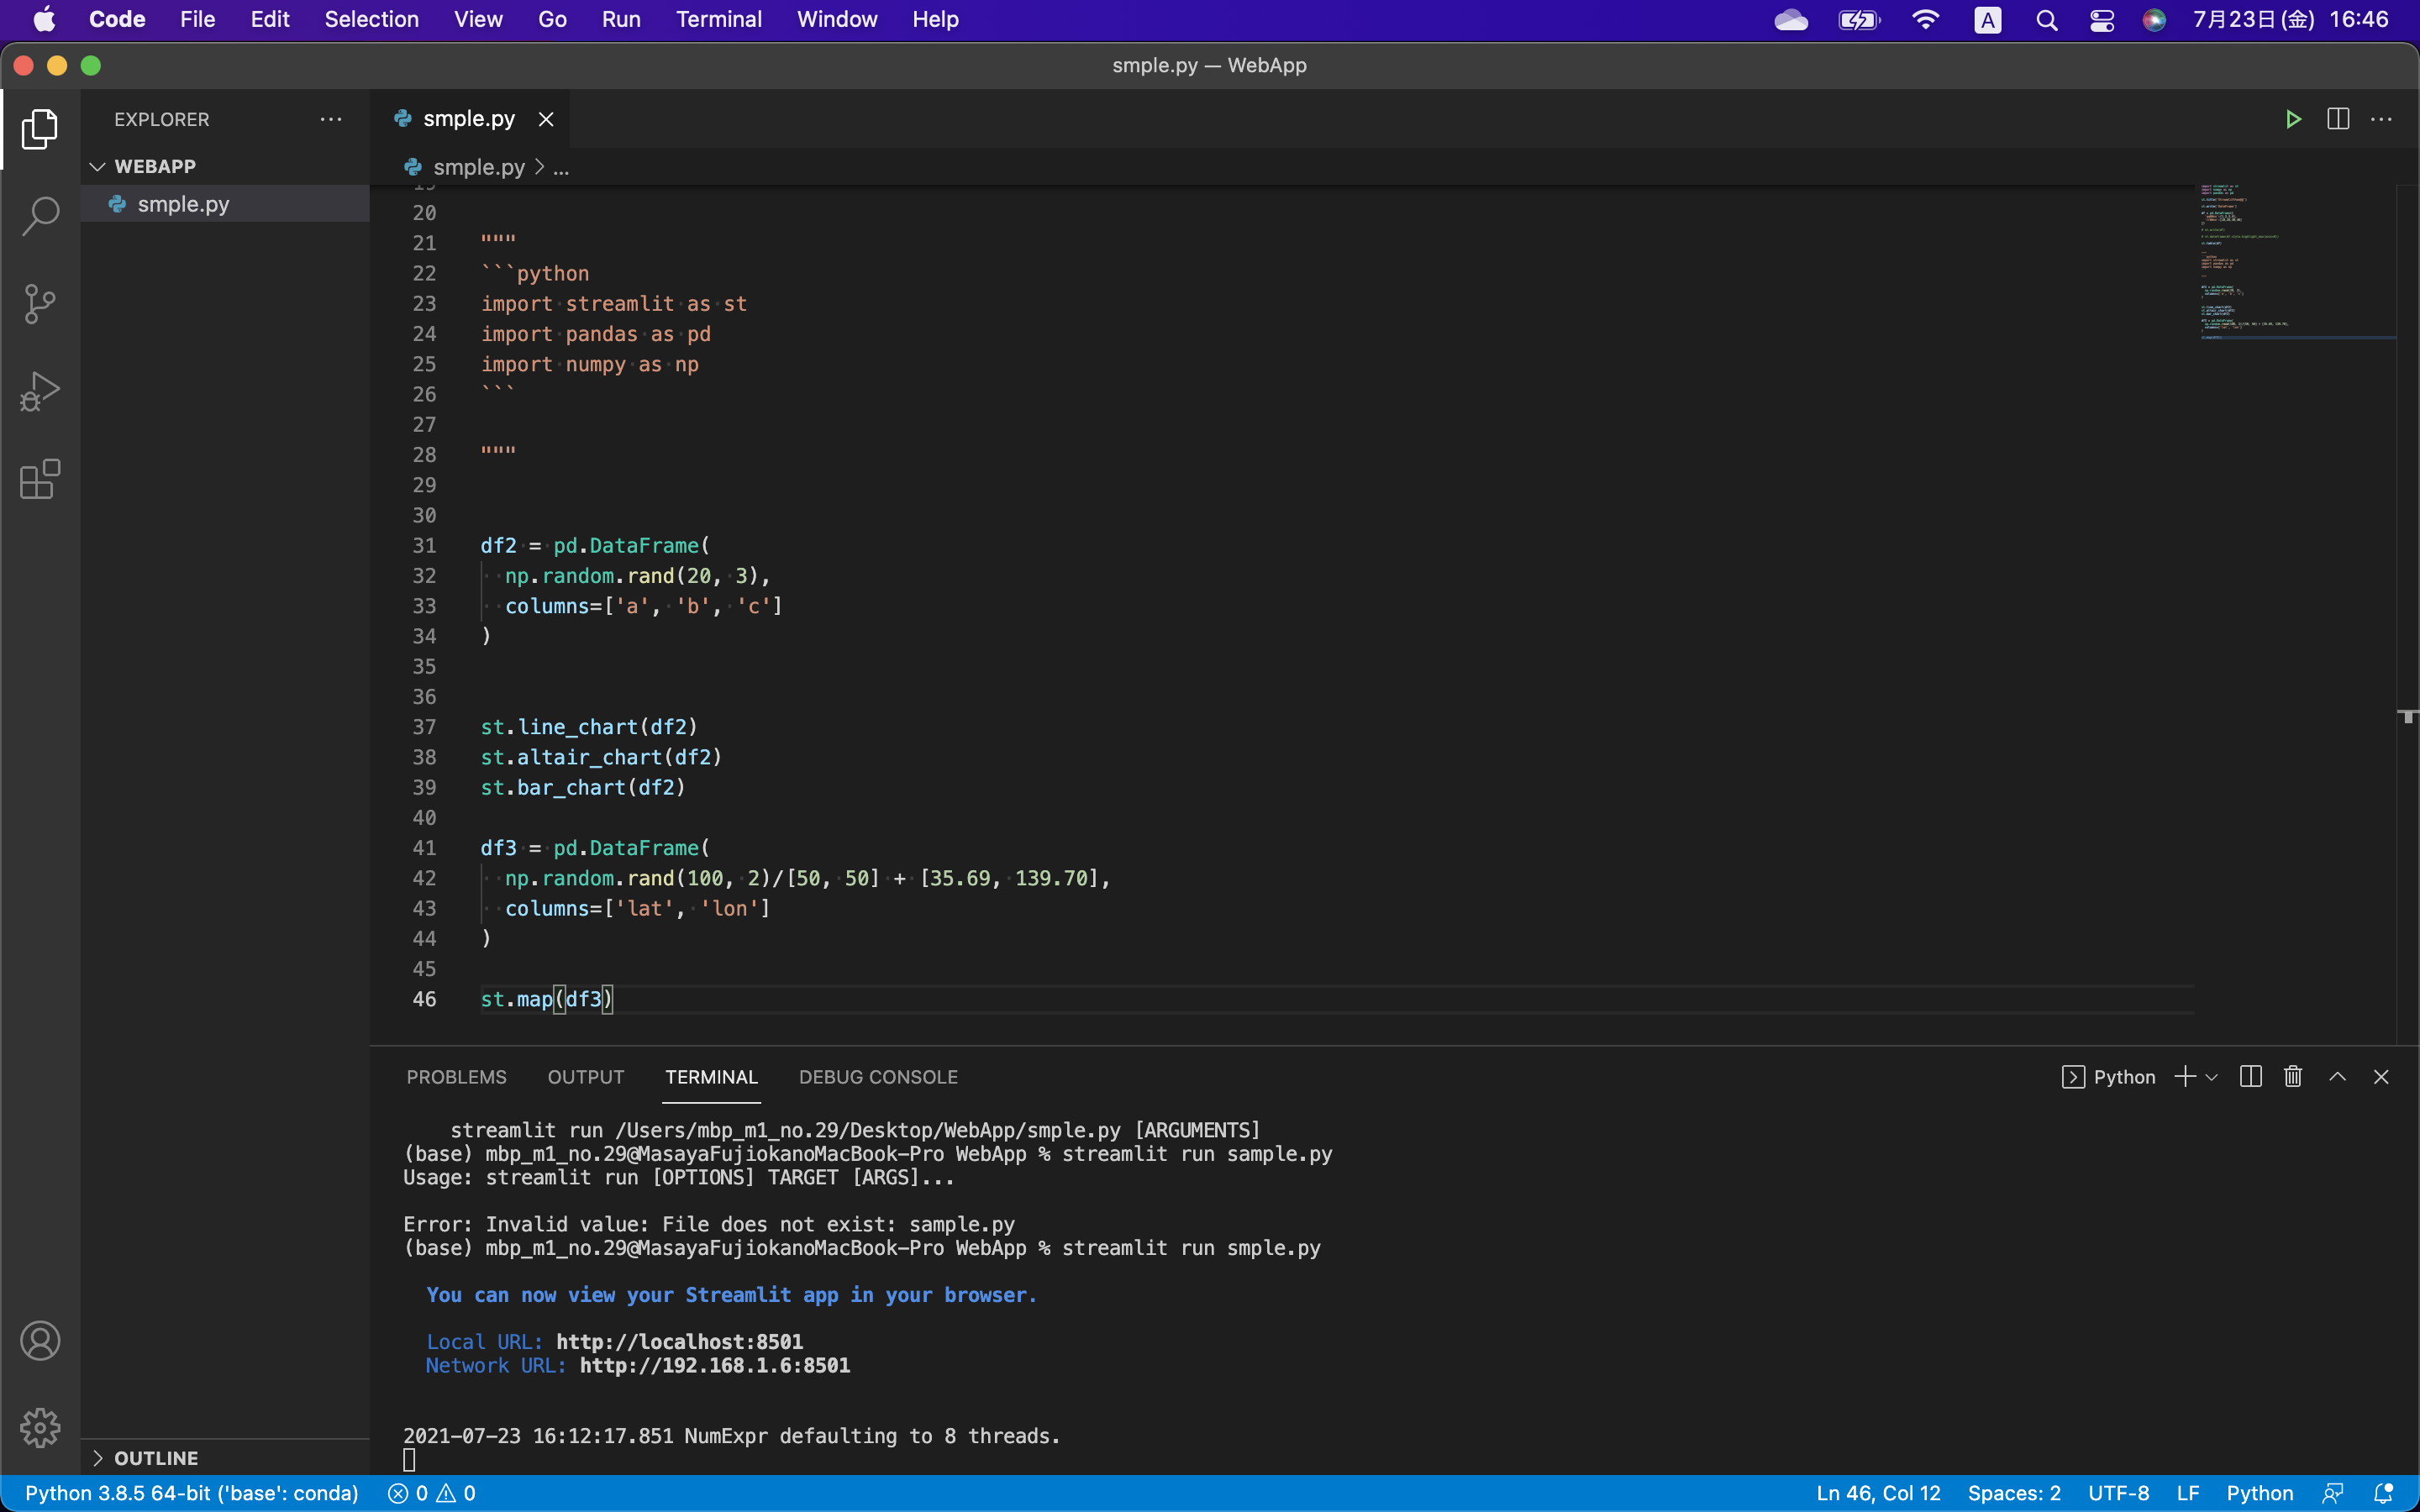 Code File Edit Selection View Go Run Terminal Window Help A 7月23日(金) 16:46
smple.py — WebApp
EXPLORER
smple.py
WEBAPP
smple.py > ...
smple.py
20
21 """
22 ```python
23 import streamlit as st
24 import pandas as pd
25 import numpy as np
26 ```
27
28 """
29
30
31 df2 = pd.DataFrame(
32 np.random.rand(20, 3),
33 columns=['a', 'b', 'c']
34 )
35
36
37 st.line_chart(df2)
38 st.altair_chart(df2)
39 st.bar_chart(df2)
40
41 df3 = pd.DataFrame(
42 np.random.rand(100, 2)/[50, 50] + [35.69, 139.70],
43 columns=['lat', 'lon']
44 )
45
46 st.map(df3)
PROBLEMS OUTPUT TERMINAL DEBUG CONSOLE Python
streamlit run /Users/mbp_m1_no.29/Desktop/WebApp/smple.py [ARGUMENTS]
(base) mbp_m1_no.29@MasayaFujiokanoMacBook-Pro WebApp % streamlit run sample.py
Usage: streamlit run [OPTIONS] TARGET [ARGS]...
Error: Invalid value: File does not exist: sample.py
(base) mbp_m1_no.29@MasayaFujiokanoMacBook-Pro WebApp % streamlit run smple.py
You can now view your Streamlit app in your browser.
Local URL: http://localhost:8501
Network URL: http://192.168.1.6:8501
2021-07-23 16:12:17.851 NumExpr defaulting to 8 threads.
OUTLINE
Python 3.8.5 64-bit ('base': conda) 0 0 Ln 46, Col 12 Spaces: 2 UTF-8 LF Python